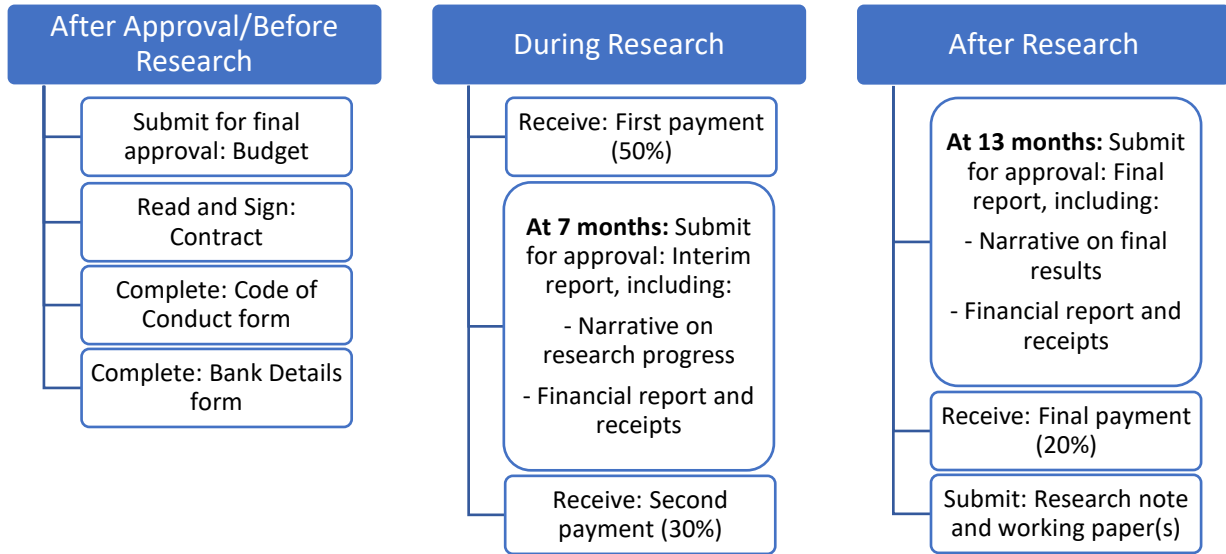 After Approval/Before
Research
Submit for final
approval: Budget
Read and Sign:
Contract
Complete: Code of
Conduct form
Complete: Bank Details
form
During Research
Receive: First payment
(50%)
At 7 months: Submit
for approval: Interim
report, including:
- Narrative on
research progress
- Financial report and
receipts
Receive: Second
payment (30%)
After Research
At 13 months: Submit
for approval: Final
report, including:
- Narrative on final
results
- Financial report and
receipts
Receive: Final payment
(20%)
Submit: Research note
and working paper(s)